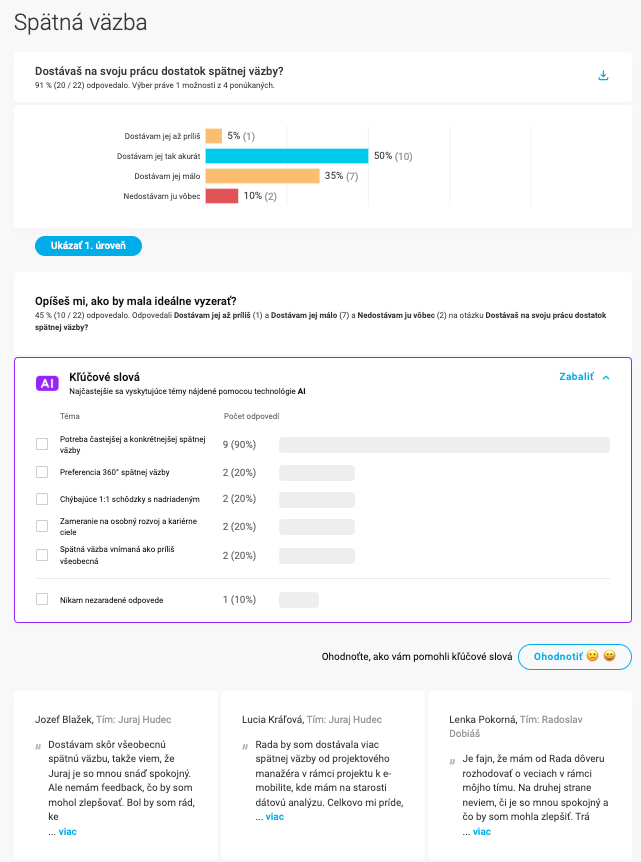 Spätná väzba
Dostávaš na svoju prácu dostatok spätnej väzby?
91 % (20 / 22) odpovedalo. Výber práve 1 možnosti z 4 ponúkaných.
Dostávam jej až príliš 5% (1)
Dostávam jej tak akurát 50% (10)
Dostávam jej málo 35% (7)
Nedostávam ju vôbec 10% (2)
Ukázať 1. úroveň
Opíšeš mi, ako by mala ideálne vyzerať?
45 % (10 / 22) odpovedalo. Odpovedali Dostávam jej až príliš (1) a Dostávam jej málo (7) a Nedostávam ju vôbec (2) na otázku Dostávaš na svoju prácu dostatok
spätnej väzby?
AI
Kľúčové slová
Zabaliť
Najčastejšie sa vyskytujúce témy nájdené pomocou technológie AI
Téma Počet odpovedí
Potreba častejšej a konkrétnejšej spätnej
väzby
9 (90%)
Preferencia 360° spätnej väzby 2 (20%)
Chýbajúce 1:1 schôdzky s nadriadeným 2 (20%)
Zameranie na osobný rozvoj a kariérne
ciele
2 (20%)
Spätná väzba vnímaná ako príliš
všeobecná
2 (20%)
Nikam nezaradené odpovede 1 (10%)
Ohodnoťte, ako vám pomohli kľúčové slová
Ohodnotiť
Jozef Blažek, Tím: Juraj Hudec
Dostávam skôr všeobecnú
spätnú väzbu, takže viem, že
Juraj je so mnou snáď spokojný.
Ale nemám feedback, čo by som
mohol zlepšovať. Bol by som rád,
ke
... viac
Lucia Kráľová, Tím: Juraj Hudec
Rada by som dostávala viac
spätnej väzby od projektového
manažéra v rámci projektu k e-
mobilite, kde mám na starosti
dátovú analýzu. Celkovo mi príde,
... viac
Lenka Pokorná, Tím: Radoslav
Dobiáš
Je fajn, že mám od Rada dôveru
rozhodovať o veciach v rámci
môjho tímu. Na druhej strane
neviem, či je so mnou spokojný a
čo by som mohla zlepšiť. Trá
... viac